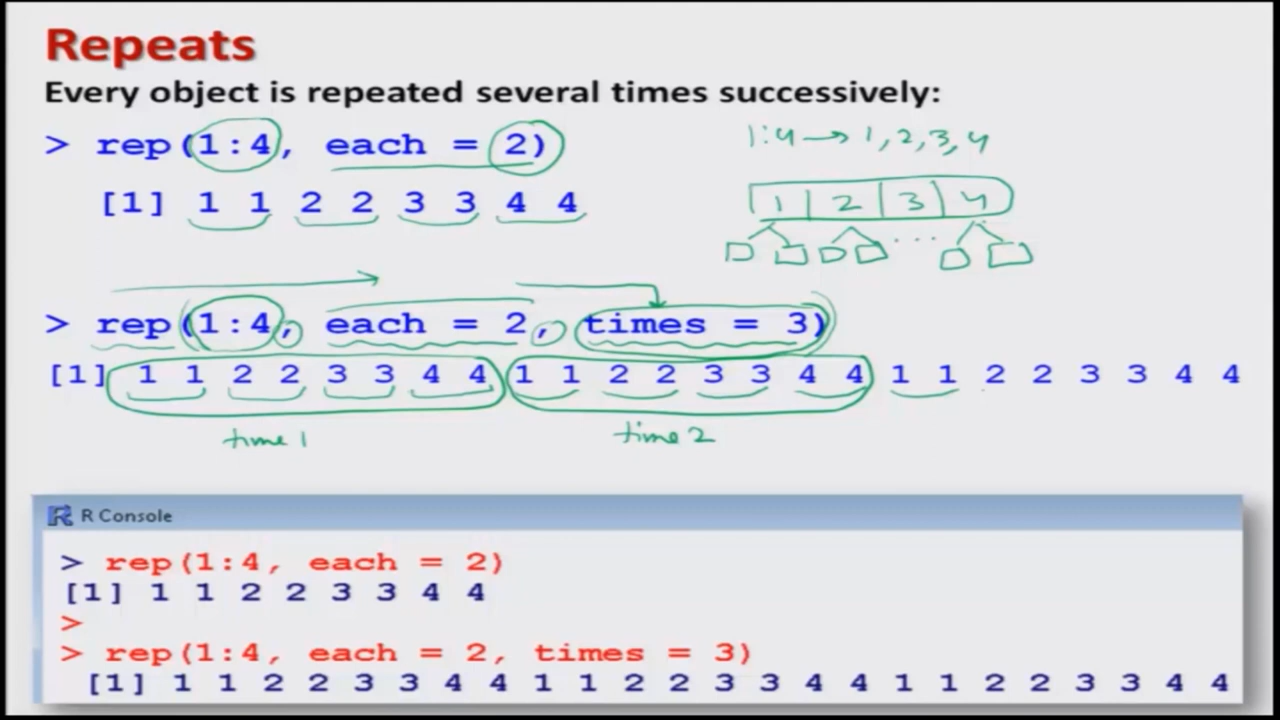 Repeats
Every object is repeated several times successively:
> rep(1:4, each = 2)
1:4 → 1, 2, 3, 4
[1] 1 1 2 2 3 3 4 4
1 2 3 4
...
> rep(1:4, each = 2, times = 3)
[1] 1 1 2 2 3 3 4 4 1 1 2 2 3 3 4 4 1 1 2 2 3 3 4 4
time 1
time 2
R Console
> rep(1:4, each = 2)
[1] 1 1 2 2 3 3 4 4
>
> rep(1:4, each = 2, times = 3)
[1] 1 1 2 2 3 3 4 4 1 1 2 2 3 3 4 4 1 1 2 2 3 3 4 4